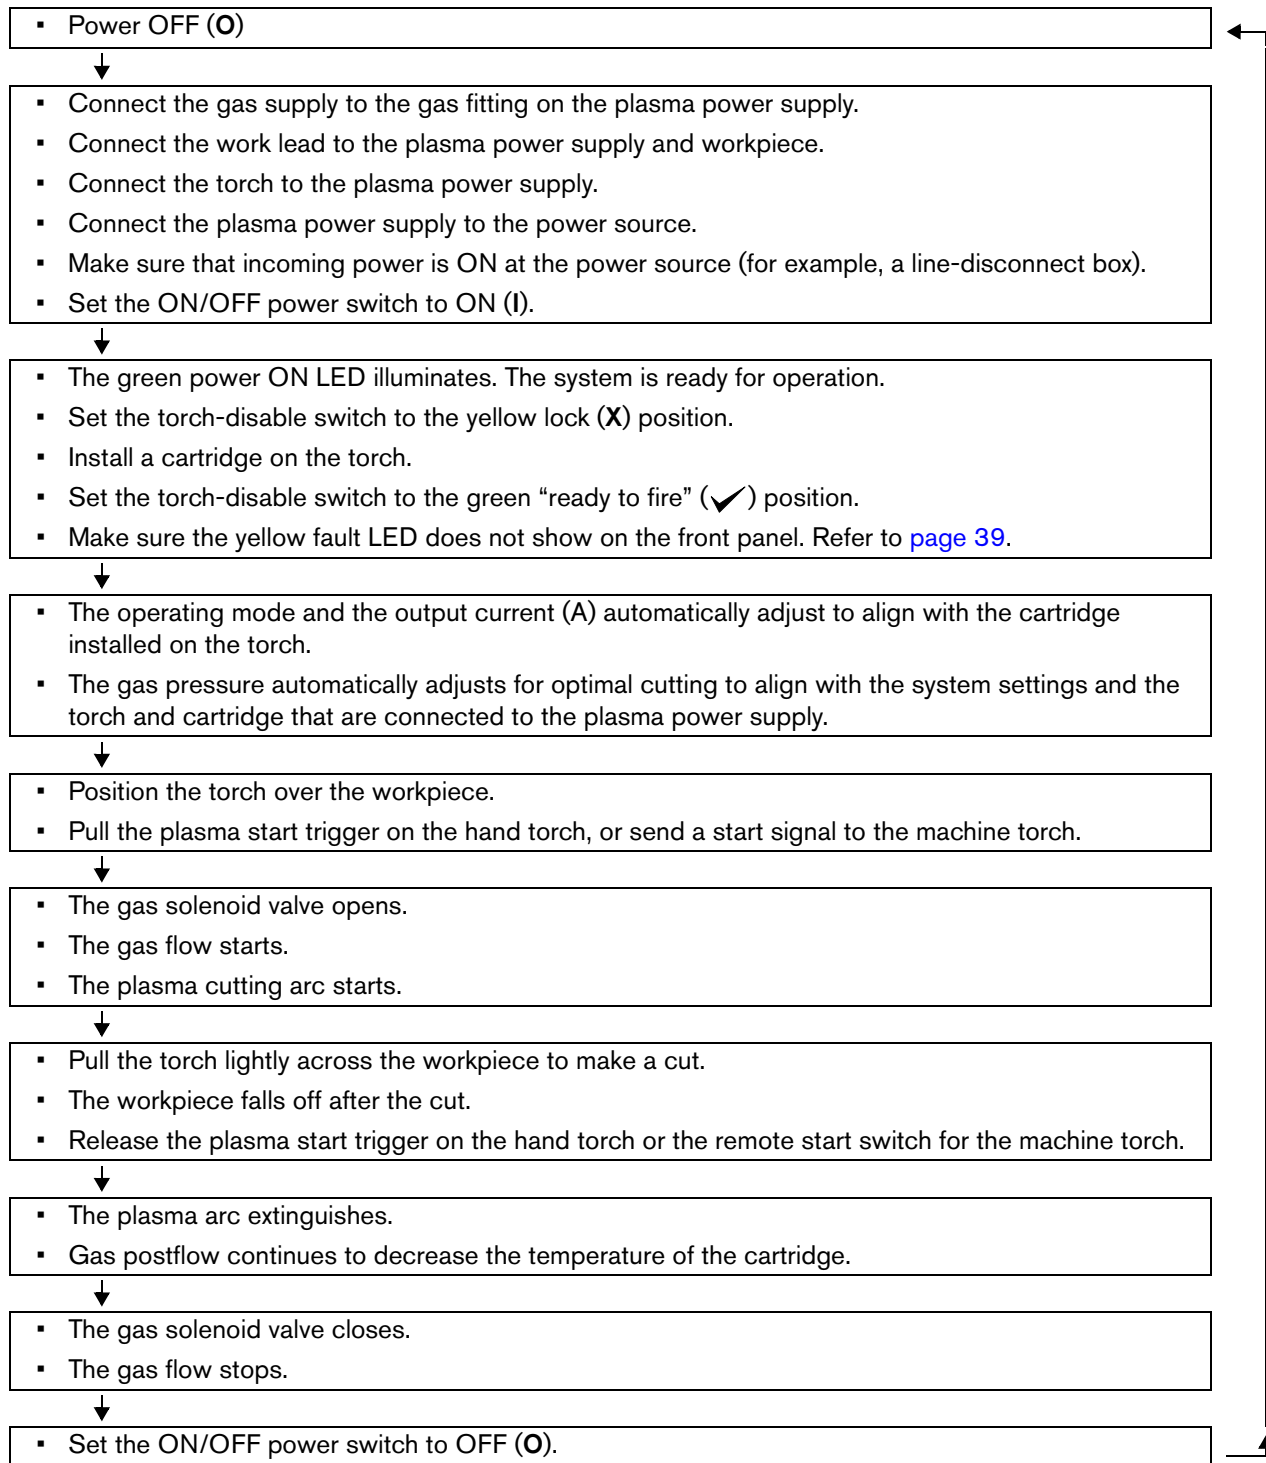 ▪ Power OFF (O)
▪ Connect the gas supply to the gas fitting on the plasma power supply.
▪ Connect the work lead to the plasma power supply and workpiece.
▪ Connect the torch to the plasma power supply.
▪ Connect the plasma power supply to the power source.
▪ Make sure that incoming power is ON at the power source (for example, a line-disconnect box).
▪ Set the ON/OFF power switch to ON (I).
▪ The green power ON LED illuminates. The system is ready for operation.
▪ Set the torch-disable switch to the yellow lock (X) position.
▪ Install a cartridge on the torch.
▪ Set the torch-disable switch to the green “ready to fire” (✓) position.
▪ Make sure the yellow fault LED does not show on the front panel. Refer to page 39.
▪ The operating mode and the output current (A) automatically adjust to align with the cartridge
installed on the torch.
▪ The gas pressure automatically adjusts for optimal cutting to align with the system settings and the
torch and cartridge that are connected to the plasma power supply.
▪ Position the torch over the workpiece.
▪ Pull the plasma start trigger on the hand torch, or send a start signal to the machine torch.
▪ The gas solenoid valve opens.
▪ The gas flow starts.
▪ The plasma cutting arc starts.
▪ Pull the torch lightly across the workpiece to make a cut.
▪ The workpiece falls off after the cut.
▪ Release the plasma start trigger on the hand torch or the remote start switch for the machine torch.
▪ The plasma arc extinguishes.
▪ Gas postflow continues to decrease the temperature of the cartridge.
▪ The gas solenoid valve closes.
▪ The gas flow stops.
▪ Set the ON/OFF power switch to OFF (O).